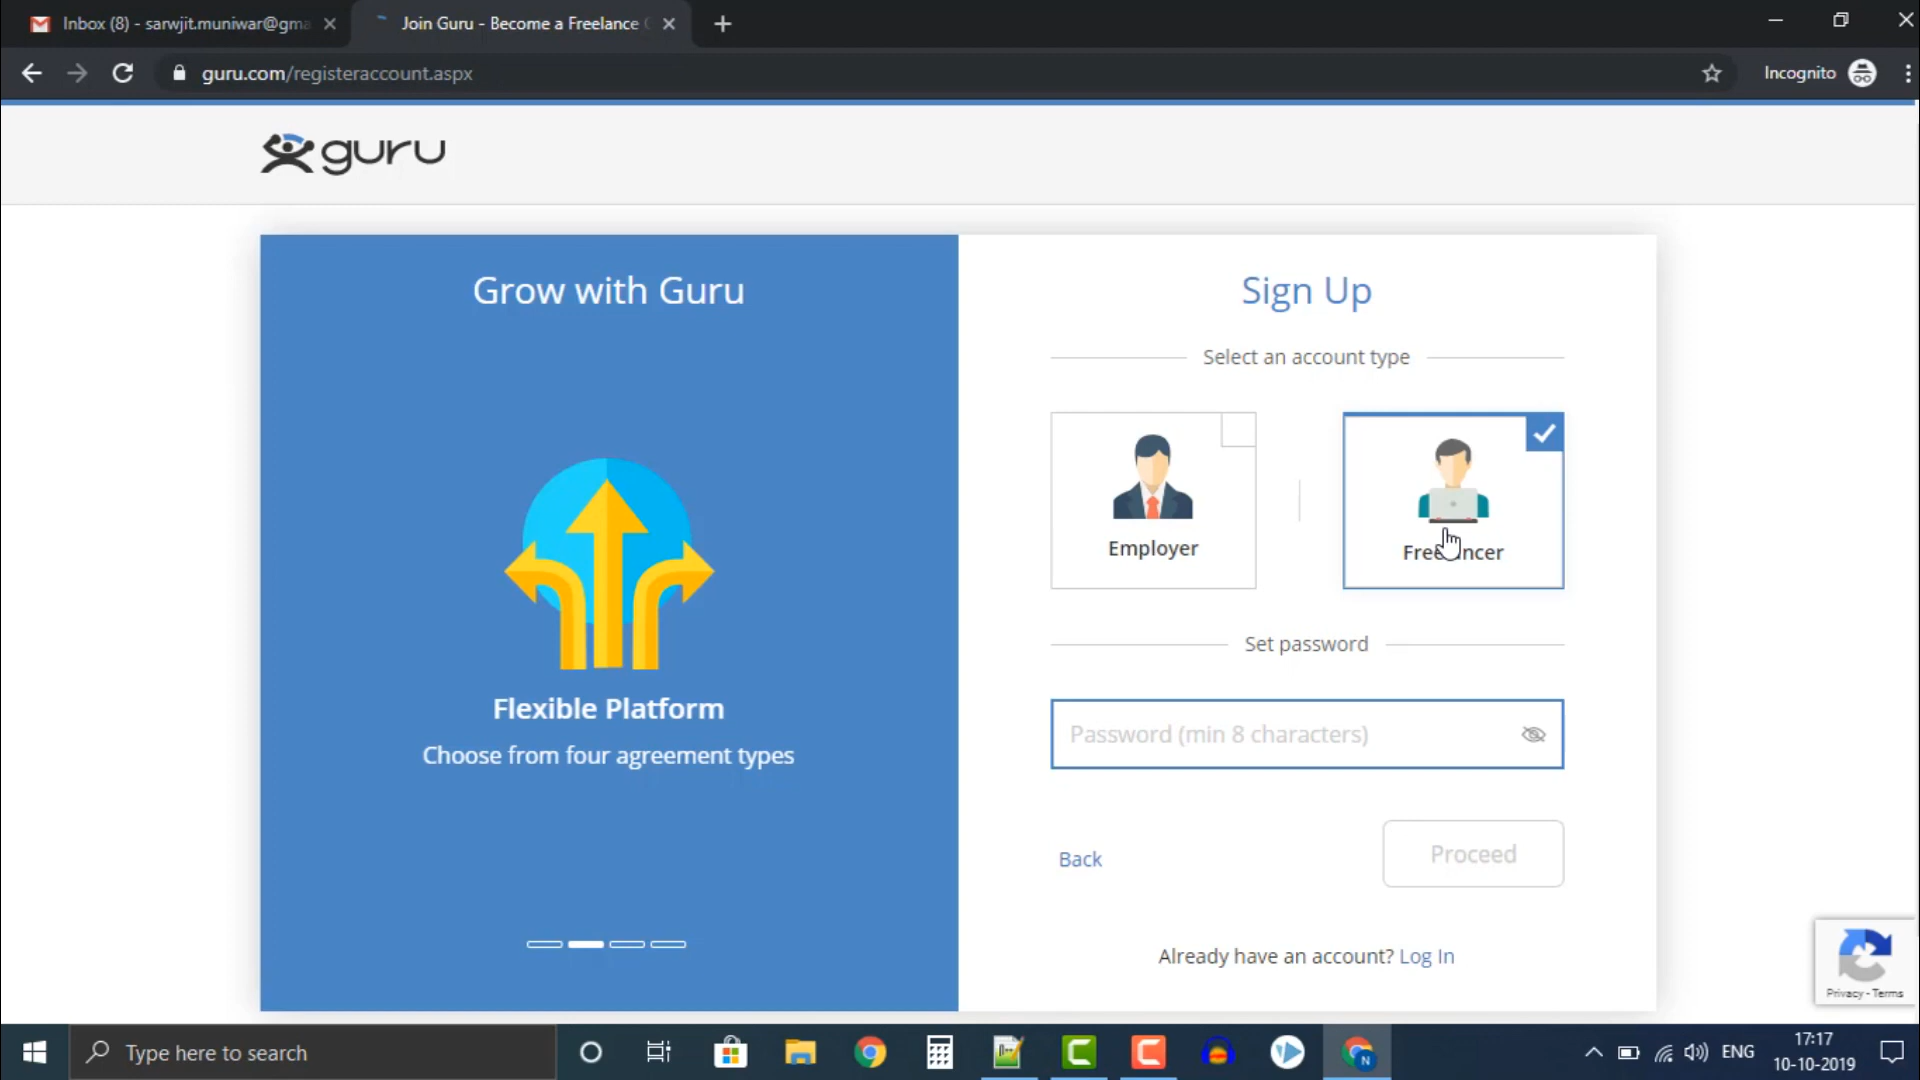 Inbox (8) - sarwjit.muniwar@gma
Join Guru - Become a Freelance
guru.com/registeraccount.aspx
Incognito
guru
Grow with Guru
Flexible Platform
Choose from four agreement types
Sign Up
Select an account type
Employer
Freelancer
Set password
Password (min 8 characters)
Back
Proceed
Already have an account? Log In
Privacy - Terms
Type here to search
N
ENG
17:17
10-10-2019